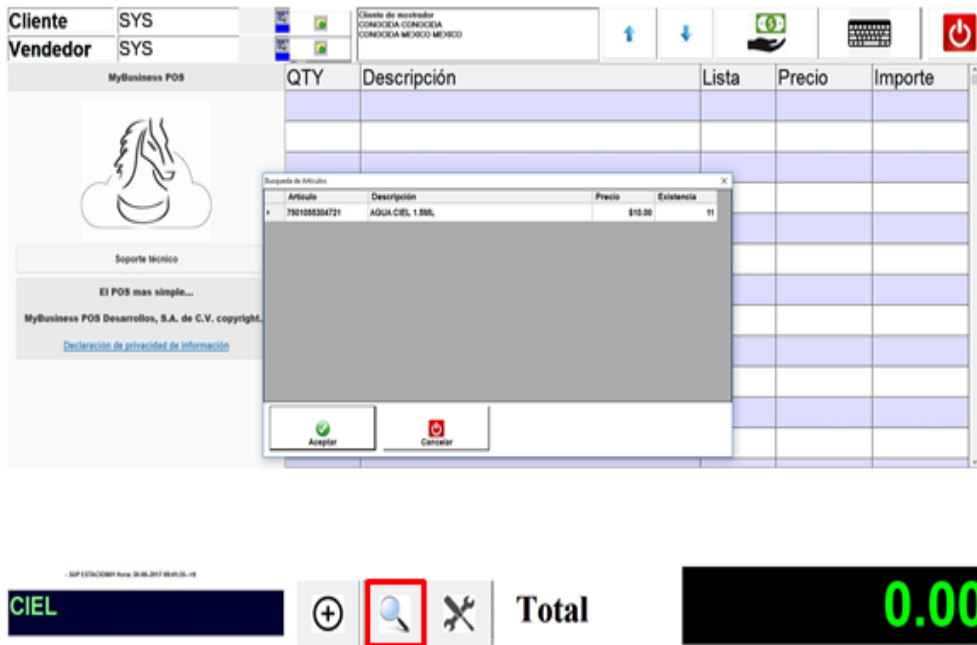 Cliente SYS
Vendedor SYS
Cliente de mostrador
CONOCIDA CONOCIDA
CONOCIDA MEXICO MEXICO
MyBusiness POS
QTY Descripción Lista Precio Importe
Busqueda de Artículos
Artículo Descripción Precio Existencia
7501055304721 AGUA CIEL 1.5ML $10.00 11
Aceptar Cancelar
Soporte técnico
El POS mas simple...
MyBusiness POS Desarrollos, S.A. de C.V. copyright.
Declaración de privacidad de información
CIEL
Total
0.00